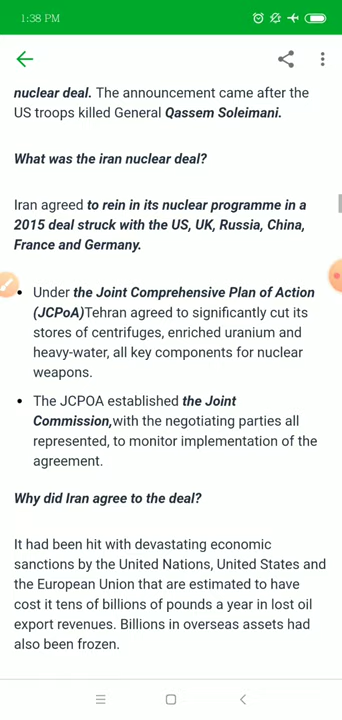 1:38 PM
nuclear deal. The announcement came after the
US troops killed General Qassem Soleimani.
What was the iran nuclear deal?
Iran agreed to rein in its nuclear programme in a
2015 deal struck with the US, UK, Russia, China,
France and Germany.
• Under the Joint Comprehensive Plan of Action
(JCPoA)Tehran agreed to significantly cut its
stores of centrifuges, enriched uranium and
heavy-water, all key components for nuclear
weapons.
• The JCPOA established the Joint
Commission,with the negotiating parties all
represented, to monitor implementation of the
agreement.
Why did Iran agree to the deal?
It had been hit with devastating economic
sanctions by the United Nations, United States and
the European Union that are estimated to have
cost it tens of billions of pounds a year in lost oil
export revenues. Billions in overseas assets had
also been frozen.